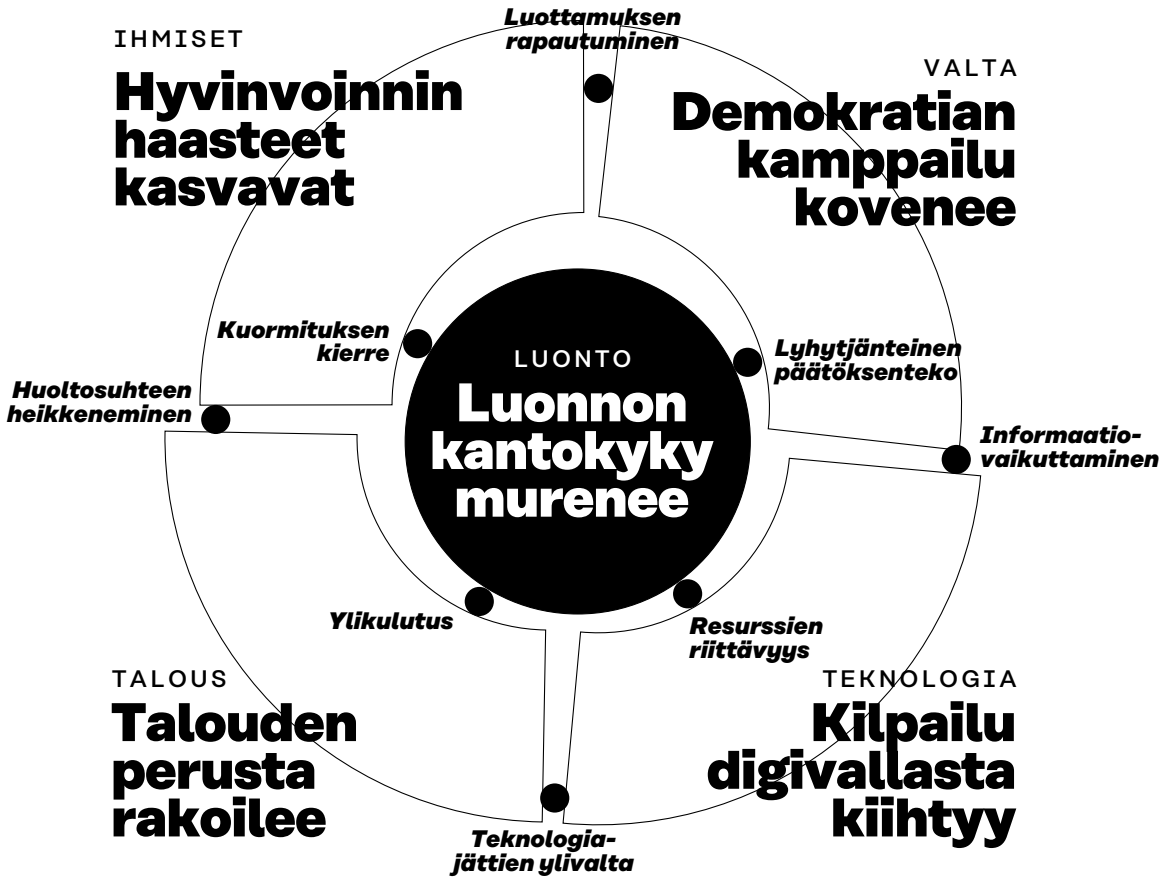 Luottamuksen
rapautuminen
IHMISET
Hyvinvoinnin
haasteet
kasvavat
VALTA
Demokratian
kamppailu
kovenee
Kuormituksen
kierre
Lyhytjänteinen
päätöksenteko
Huoltosuhteen
heikkeneminen
LUONTO
Luonnon
kantokyky
murenee
Informaatio-
vaikuttaminen
Ylikulutus
Resurssien
riittävyys
TALOUS
Talouden
perusta
rakoilee
TEKNOLOGIA
Kilpailu
digivallasta
kiihtyy
Teknologia-
jättien ylivalta